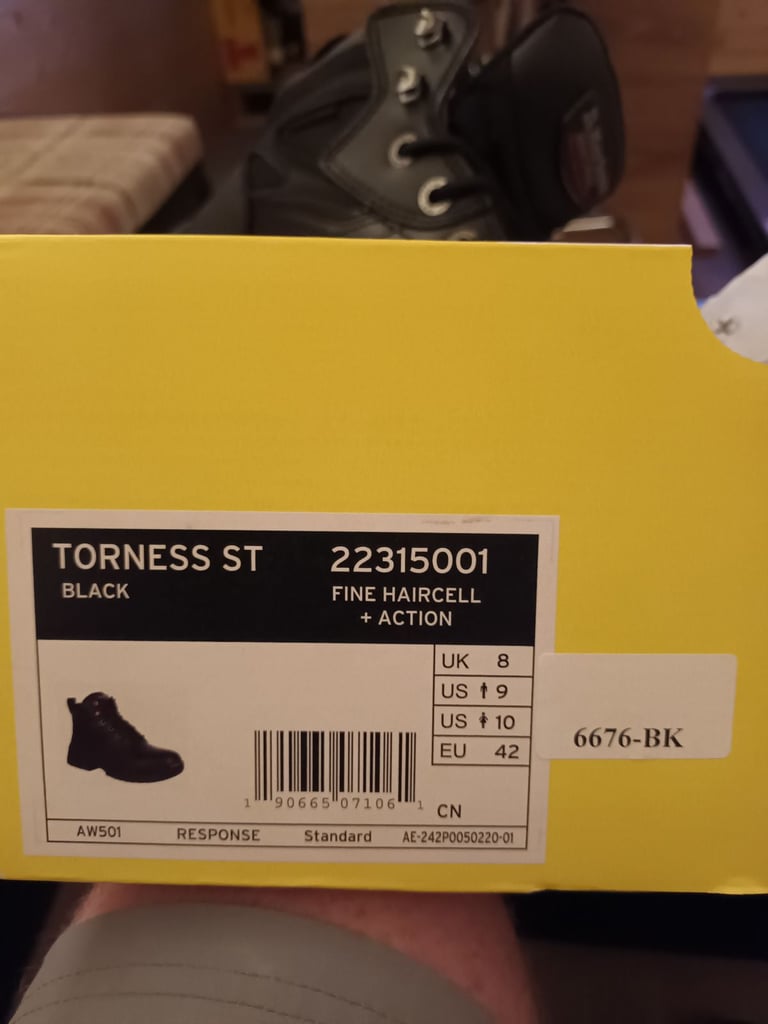 TORNESS ST 22315001
BLACK FINE HAIRCELL
+ ACTION
UK 8
US 9
US 10
EU 42
6676-BK
1 90665 07106 1
CN
AW501 RESPONSE Standard AE-242P0050220-01